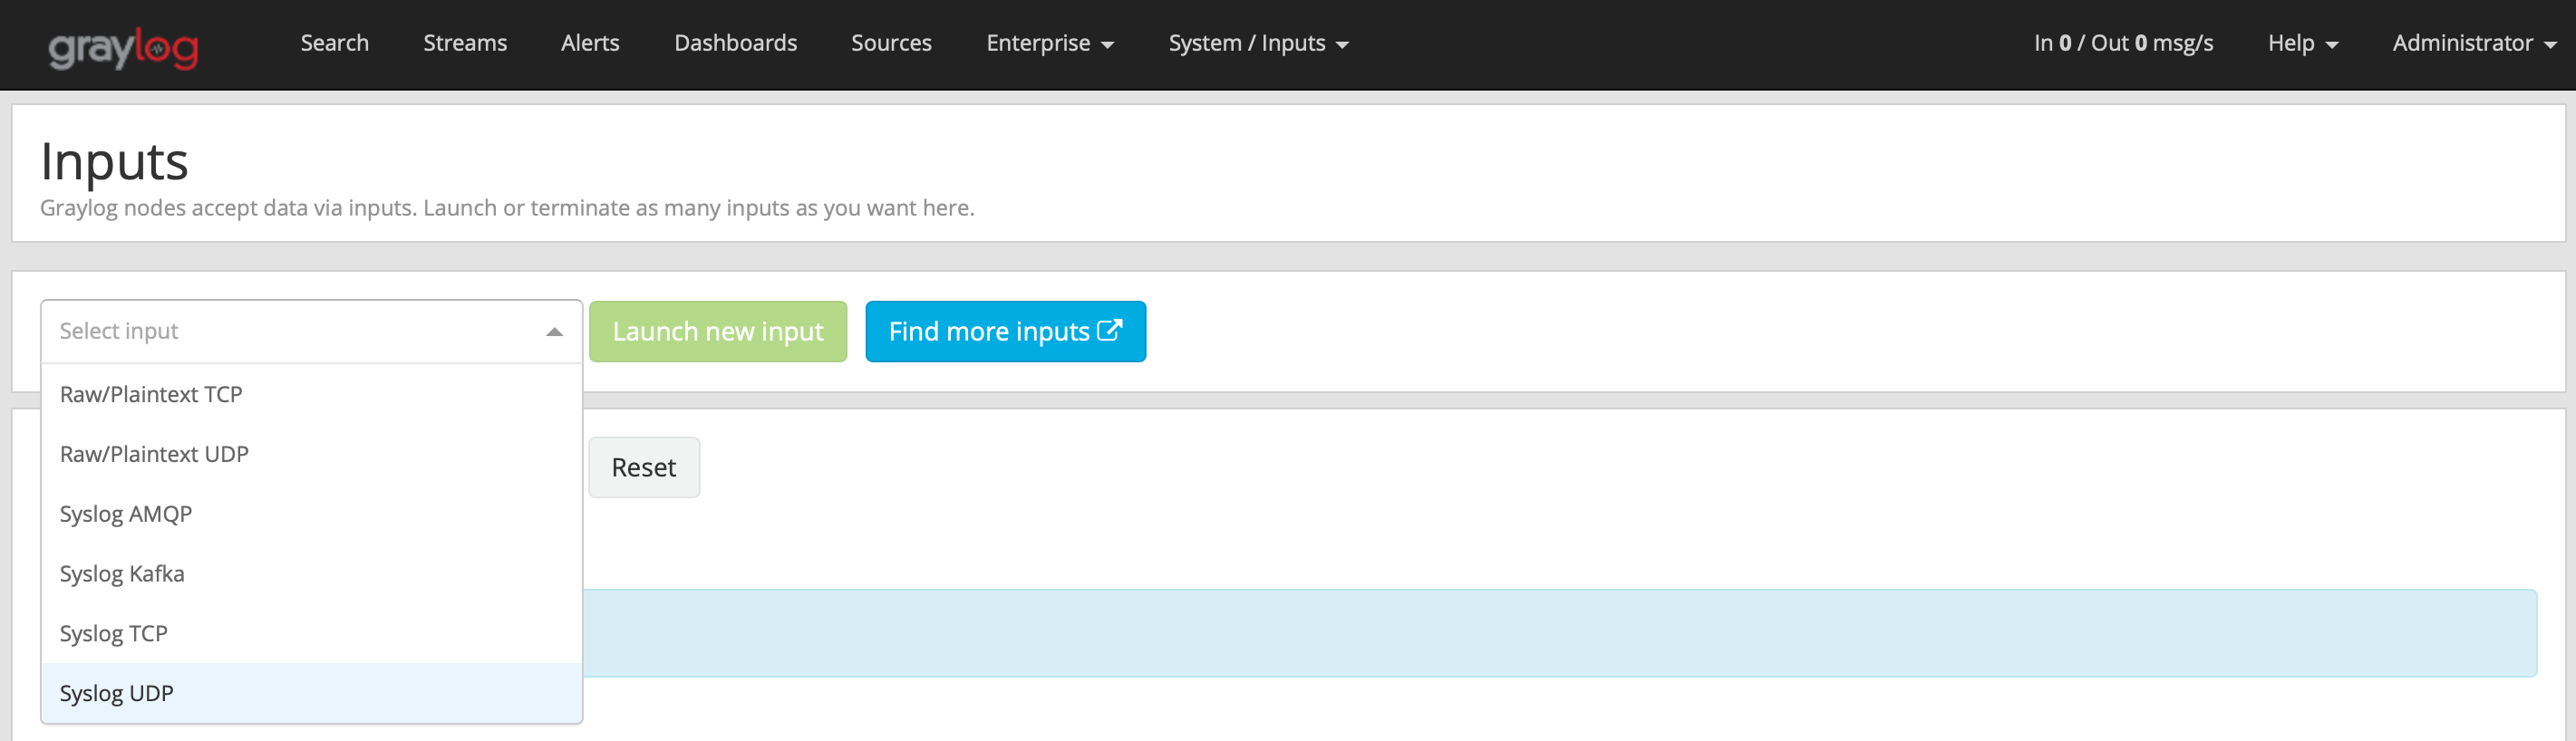 graylog Search Streams Alerts Dashboards Sources Enterprise System / Inputs In 0 / Out 0 msg/s Help Administrator
Inputs
Graylog nodes accept data via inputs. Launch or terminate as many inputs as you want here.
Select input Launch new input Find more inputs
Raw/Plaintext TCP
Raw/Plaintext UDP
Reset
Syslog AMQP
Syslog Kafka
Syslog TCP
Syslog UDP